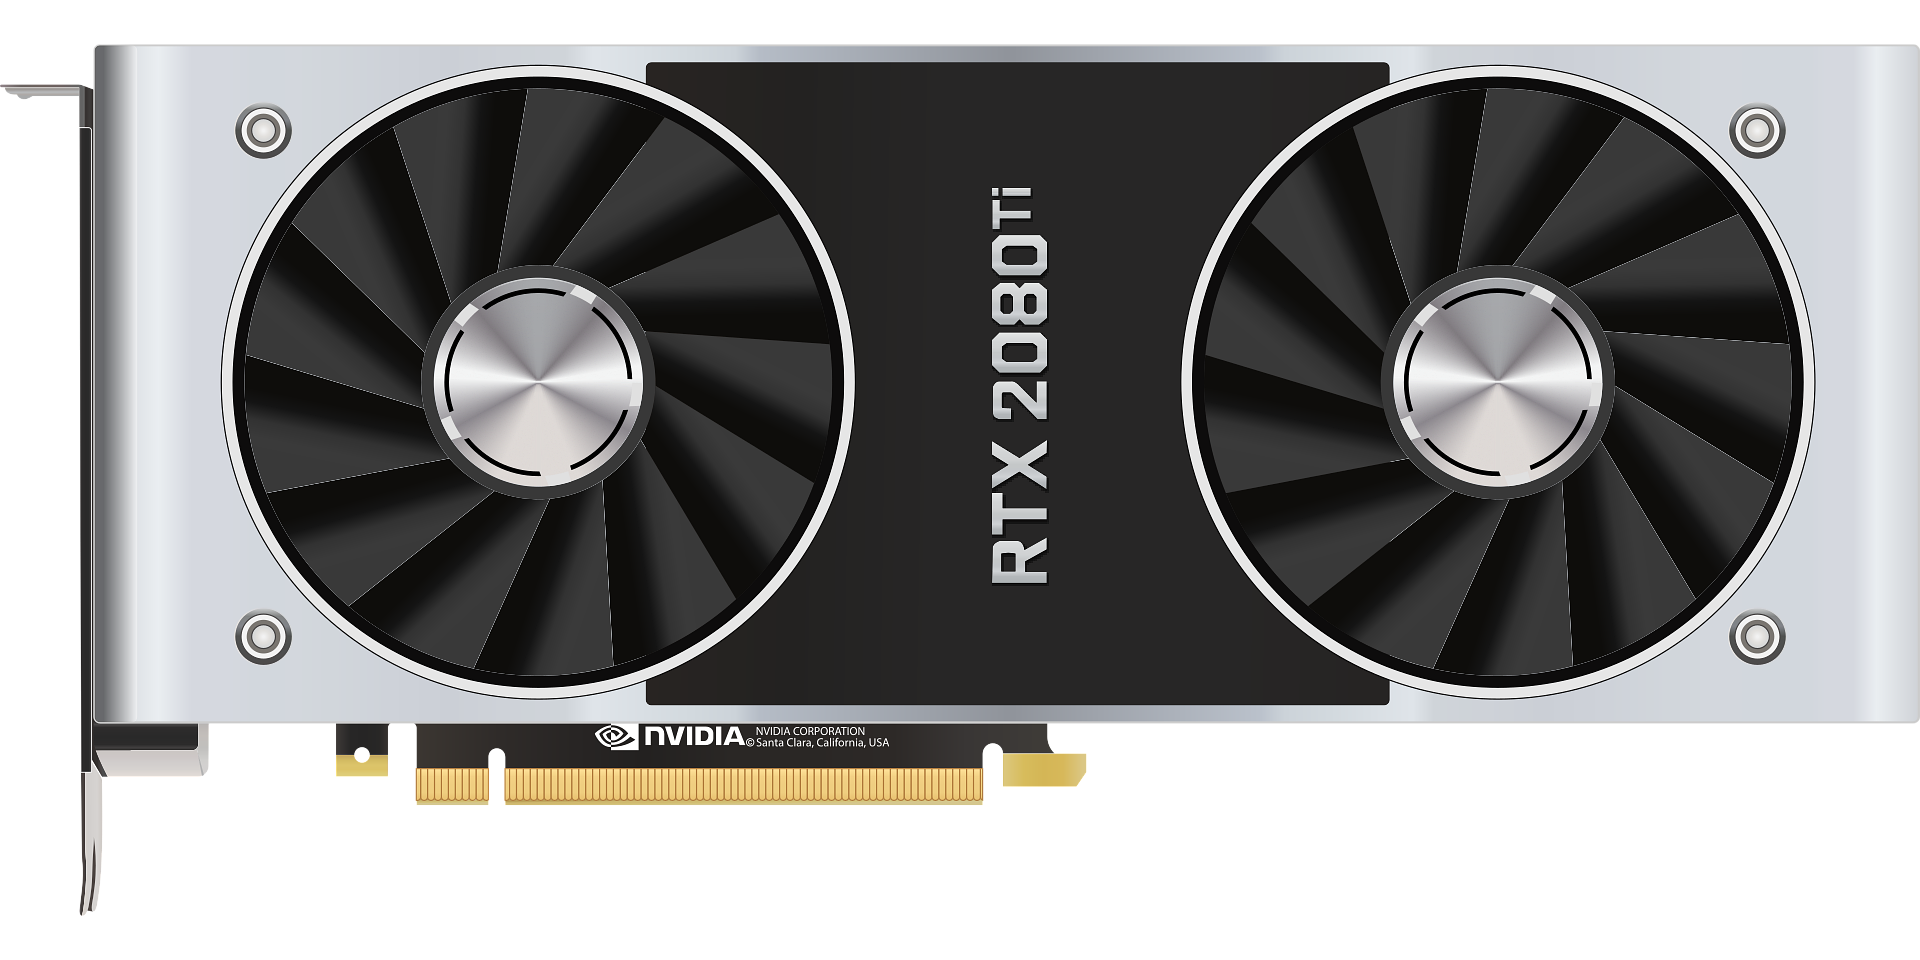 RTX 2080Ti
NVIDIA
NVIDIA CORPORATION
© Santa Clara, California, USA